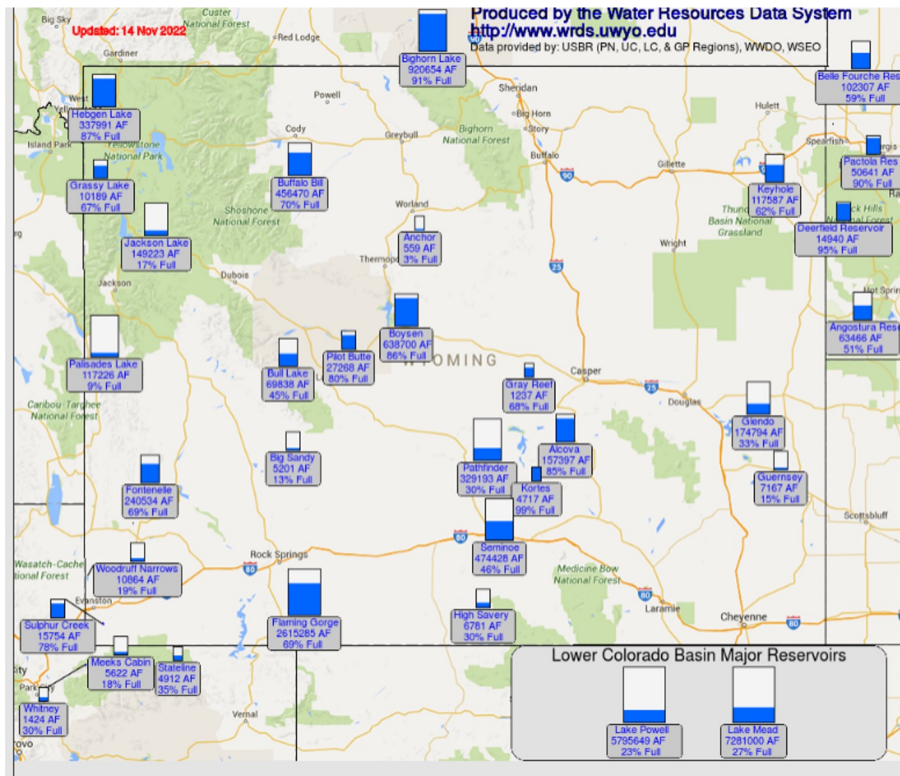 Produced by the Water Resources Data System
http://www.wrds.uwyo.edu
Data provided by: USBR (PN, UC, LC, & GP Regions), WWDO, WSEO
Updated: 14 Nov 2022
Big Sky
Custer
National Forest
Red Lodge
Gardiner
Bighorn Lake
920654 AF
91% Full
Belle Fourche Res
102307 AF
59% Full
West
Hebgen Lake
337991 AF
87% Full
Island Park
Yellowstone
National Park
Powell
Cody
Greybull
Sheridan
Big Horn
Story
Bighorn
National Forest
Buffalo
90
Gillette
Hulett
Spearfish
Pactola Res
50641 AF
90% Full
Grassy Lake
10189 AF
67% Full
Buffalo Bill
456470 AF
70% Full
Keyhole
117587 AF
62% Full
Shoshone
National Forest
Worland
Anchor
559 AF
3% Full
Jackson Lake
149223 AF
17% Full
Basin National
Grassland
Wright
Deerfield Reservoir
14940 AF
95% Full
Dubois
Jackson
25
Boysen
638700 AF
86% Full
Angostura Res
63466 AF
51% Full
Palisades Lake
117226 AF
9% Full
Bull Lake
69838 AF
45% Full
Pilot Butte
27268 AF
80% Full
WYOMING
Gray Reef
1237 AF
68% Full
Casper
25
Douglas
Caribou-Targhee
National Forest
Glendo
174794 AF
33% Full
Big Sandy
5201 AF
13% Full
Pathfinder
329193 AF
30% Full
Alcova
157397 AF
85% Full
Kortes
4717 AF
99% Full
Guernsey
7167 AF
15% Full
Fontenelle
240534 AF
69% Full
Scottsbluff
Seminoe
474428 AF
46% Full
80
Rock Springs
80
Wasatch-Cache
National Forest
Woodruff Narrows
10864 AF
19% Full
Evanston
Medicine Bow
National Forest
80
Laramie
Cheyenne
80
Sulphur Creek
15754 AF
78% Full
Flaming Gorge
2615285 AF
69% Full
High Savery
6781 AF
30% Full
Meeks Cabin
5622 AF
18% Full
Stateline
4912 AF
35% Full
Whitney
1424 AF
30% Full
Vernal
Lower Colorado Basin Major Reservoirs
Lake Powell
5795649 AF
23% Full
Lake Mead
7281000 AF
27% Full